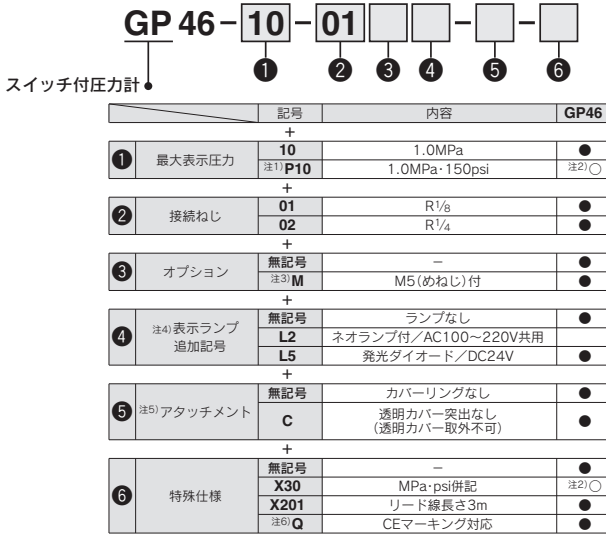 GP 46-10-01□□-□-□
❶ ❷ ❸ ❹ ❺ ❻
スイッチ付圧力計
記号 内容 GP46
+
❶ 最大表示圧力 10 1.0MPa ●
注1)P10 1.0MPa·150psi 注2)○
+
❷ 接続ねじ 01 R1/8 ●
02 R1/4 ●
+
❸ オプション 無記号 − ●
注3)M M5(めねじ)付 ●
+
❹ 注4)表示ランプ追加記号 無記号 ランプなし ●
L2 ネオランプ付/AC100~220V共用
L5 発光ダイオード/DC24V ●
+
❺ 注5)アタッチメント 無記号 カバーリングなし ●
C 透明カバー突出なし ●
(透明カバー取外不可)
+
❻ 特殊仕様 無記号 − ●
X30 MPa·psi併記 注2)○
X201 リード線長さ3m ●
注6)Q CEマーキング対応 ●